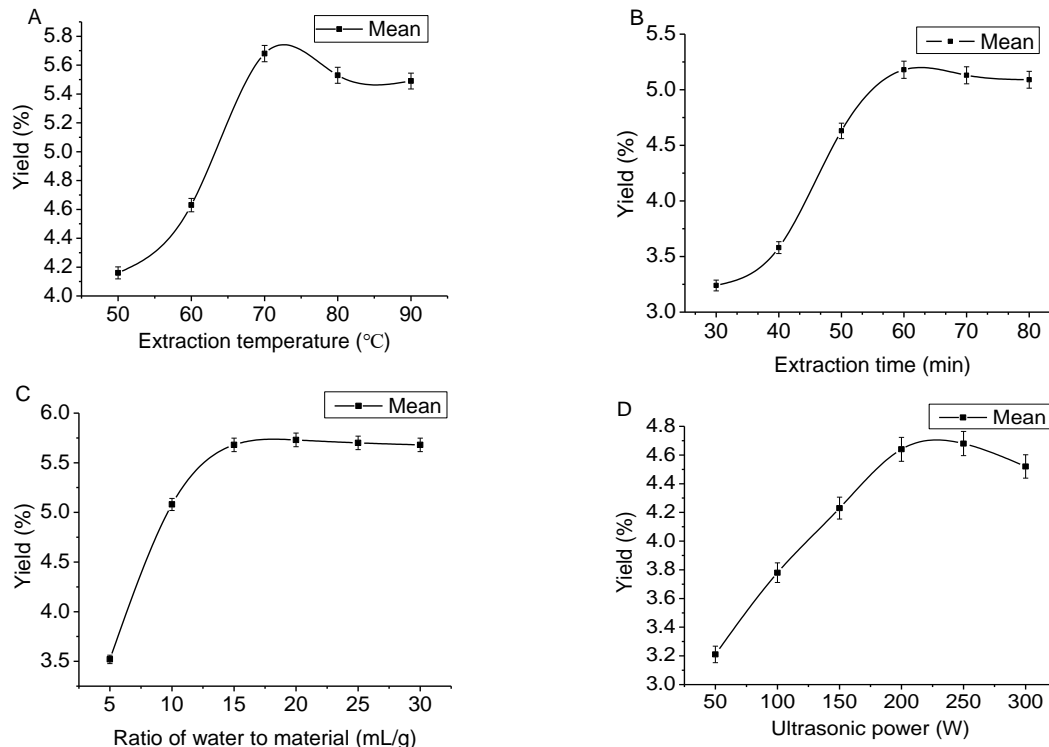 A
Mean
5.8
5.6
5.4
5.2
5.0
4.8
4.6
4.4
4.2
4.0
Yield (%)
50 60 70 80 90
Extraction temperature (℃)
B
Mean
5.5
5.0
4.5
4.0
3.5
3.0
Yield (%)
30 40 50 60 70 80
Extraction time (min)
C
Mean
6.0
5.5
5.0
4.5
4.0
3.5
Yield (%)
5 10 15 20 25 30
Ratio of water to material (mL/g)
D
Mean
4.8
4.6
4.4
4.2
4.0
3.8
3.6
3.4
3.2
3.0
Yield (%)
50 100 150 200 250 300
Ultrasonic power (W)